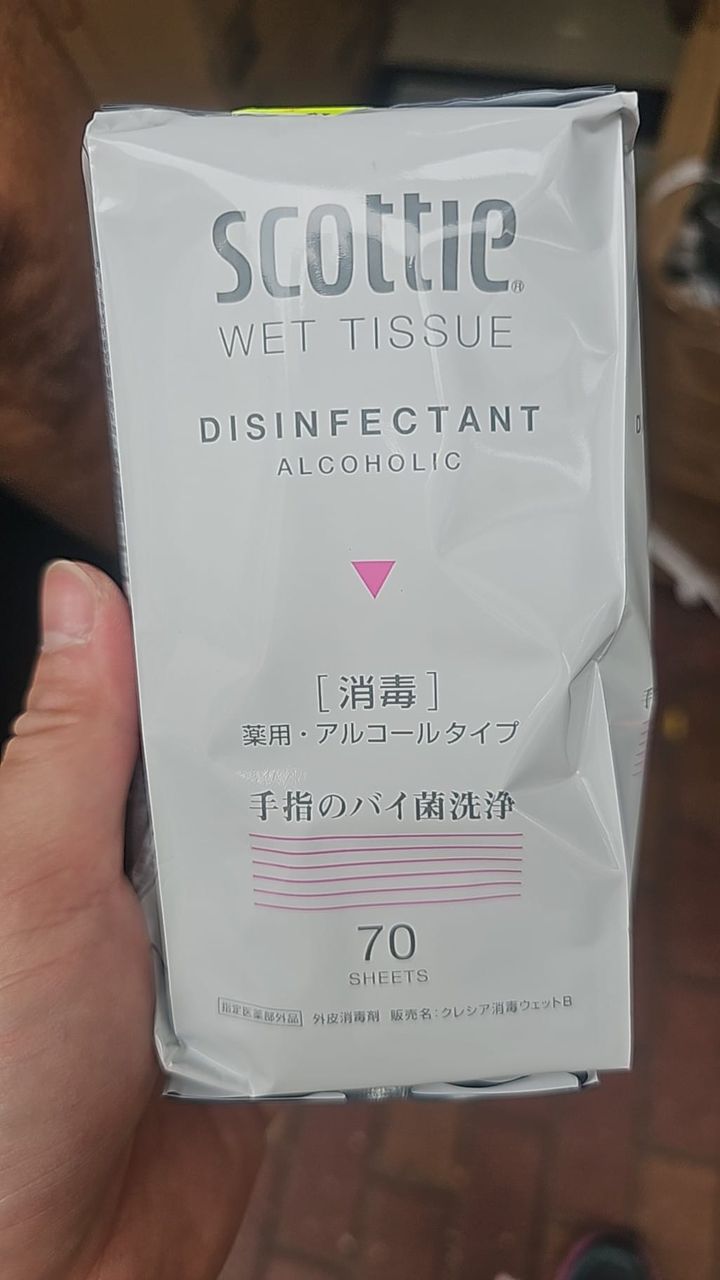 scottie®
WET TISSUE
DISINFECTANT
ALCOHOLIC
[消毒]
薬用・アルコールタイプ
手指のバイ菌洗浄
70
SHEETS
指定医薬部外品 外皮消毒剤 販売名:クレシア消毒ウェットB